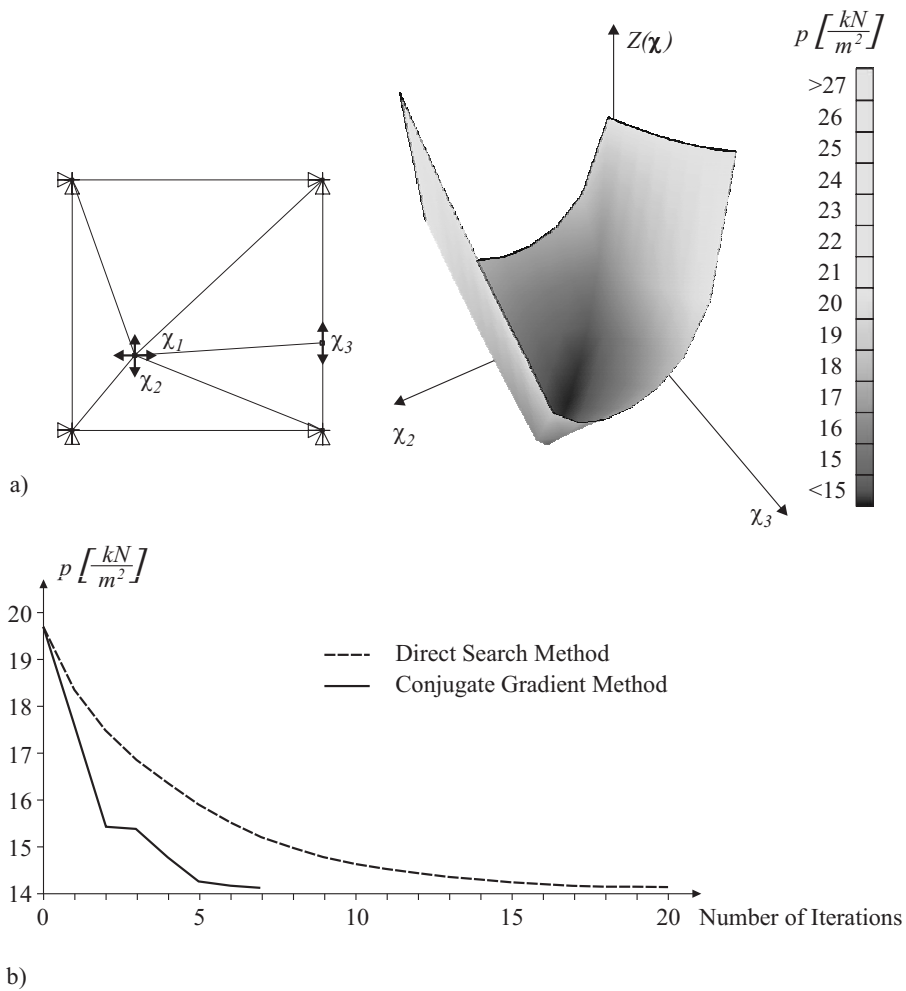 Z(χ)
p [kN/m²]
>27
26
25
24
23
22
21
20
19
18
17
16
15
<15
χ1
χ2
χ3
χ2
χ3
a)
p [kN/m²]
20
19
18
17
16
15
14
Direct Search Method
Conjugate Gradient Method
0 5 10 15 20 Number of Iterations
b)